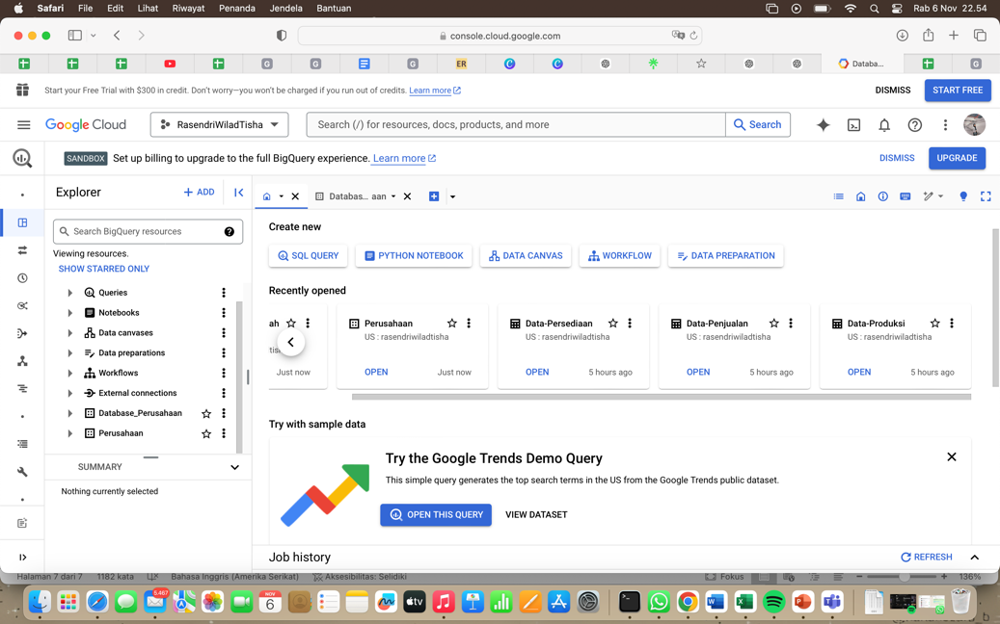 Safari File Edit Lihat Riwayat Penanda Jendela Bantuan Rab 6 Nov 22.54
console.cloud.google.com
G G G ER Databa... G
Start your Free Trial with $300 in credit. Don't worry—you won't be charged if you run out of credits. Learn more DISMISS START FREE
Google Cloud RasendriWiladTisha Search (/) for resources, docs, products, and more Search
SANDBOX Set up billing to upgrade to the full BigQuery experience. Learn more DISMISS UPGRADE
Explorer + ADD
Databas... aan
Search BigQuery resources
Viewing resources.
SHOW STARRED ONLY
Queries
Notebooks
Data canvases
Data preparations
Workflows
External connections
Database_Perusahaan
Perusahaan
SUMMARY
Nothing currently selected
Create new
SQL QUERY PYTHON NOTEBOOK DATA CANVAS WORKFLOW DATA PREPARATION
Recently opened
ah Perusahaan Data-Persediaan Data-Penjualan Data-Produksi
US : rasendriwiladtisha US : rasendriwiladtisha US : rasendriwiladtisha US : rasendriwiladtisha
Just now OPEN Just now OPEN 5 hours ago OPEN 5 hours ago OPEN 5 hours ago
Try with sample data
Try the Google Trends Demo Query
This simple query generates the top search terms in the US from the Google Trends public dataset.
OPEN THIS QUERY VIEW DATASET
Job history REFRESH
Halaman 7 dari 7 1182 kata Bahasa Inggris (Amerika Serikat) Aksesibilitas: Selidiki Fokus 136%
5.467 NOV 6 tv